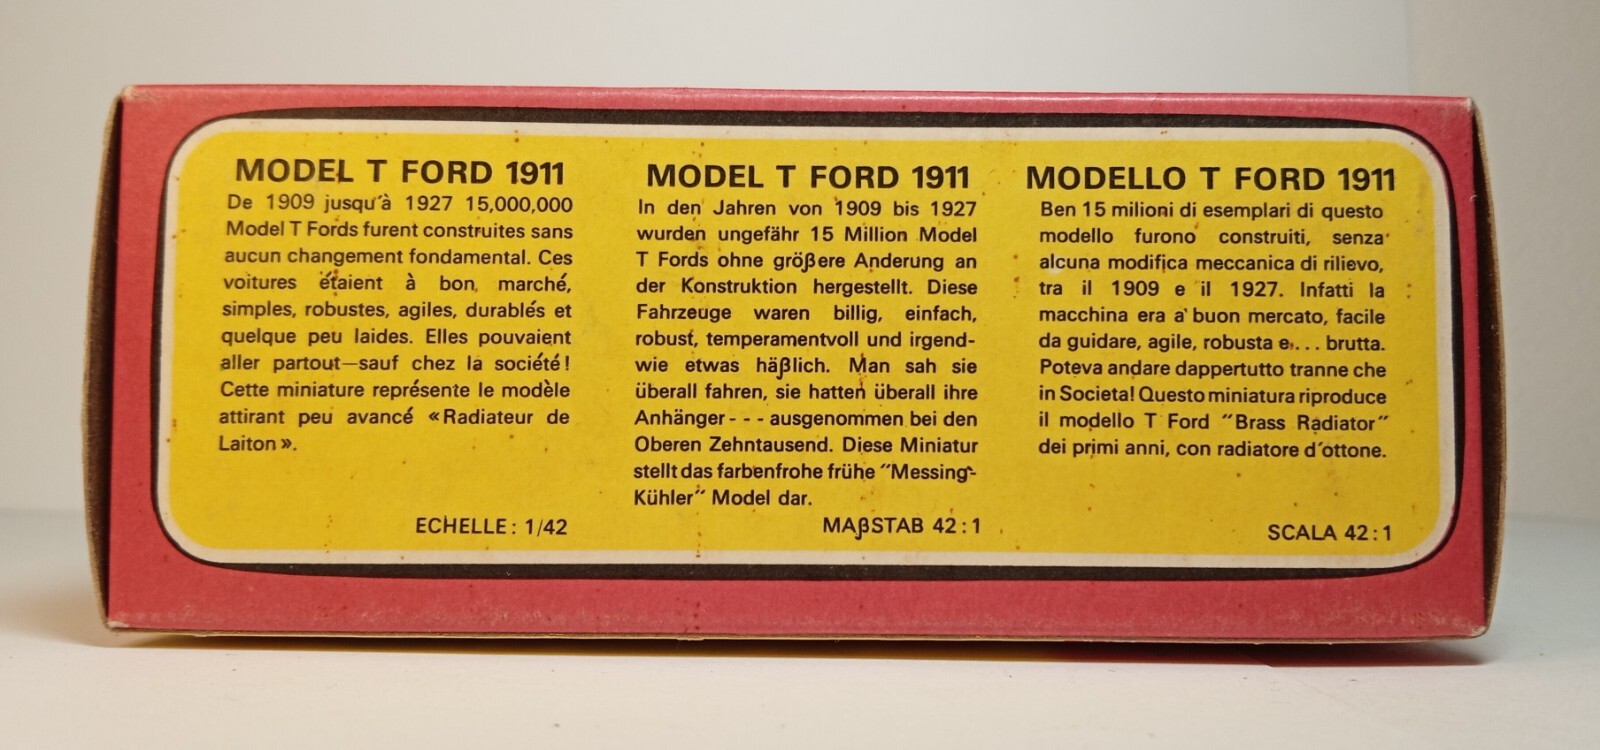 MODEL T FORD 1911
De 1909 jusqu'à 1927 15,000,000
Model T Fords furent construites sans
aucun changement fondamental. Ces
voitures étaient à bon marché,
simples, robustes, agiles, durablés et
quelque peu laides. Elles pouvaient
aller partout—sauf chez la société!
Cette miniature représente le modèle
attirant peu avancé «Radiateur de
Laiton».
ECHELLE: 1/42
MODEL T FORD 1911
In den Jahren von 1909 bis 1927
wurden ungefähr 15 Million Model
T Fords ohne größere Anderung an
der Konstruktion hergestellt. Diese
Fahrzeuge waren billig, einfach,
robust, temperamentvoll und irgend-
wie etwas häßlich. Man sah sie
überall fahren, sie hatten überall ihre
Anhänger - - - ausgenommen bei den
Oberen Zehntausend. Diese Miniatur
stellt das farbenfrohe frühe "Messing-
Kühler" Model dar.
MAßSTAB 42:1
MODELLO T FORD 1911
Ben 15 milioni di esemplari di questo
modello furono construiti, senza
alcuna modifica meccanica di rilievo,
tra il 1909 e il 1927. Infatti la
macchina era a' buon mercato, facile
da guidare, agile, robusta e... brutta.
Poteva andare dappertutto tranne che
in Societa! Questo miniatura riproduce
il modello T Ford "Brass Radiator"
dei primi anni, con radiatore d'ottone.
SCALA 42:1